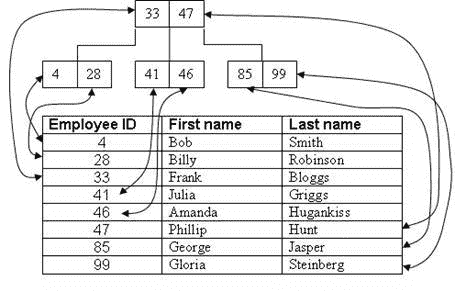 33 47
4 28 41 46 85 99
Employee ID First name Last name
4 Bob Smith
28 Billy Robinson
33 Frank Bloggs
41 Julia Griggs
46 Amanda Hugankiss
47 Phillip Hunt
85 George Jasper
99 Gloria Steinberg